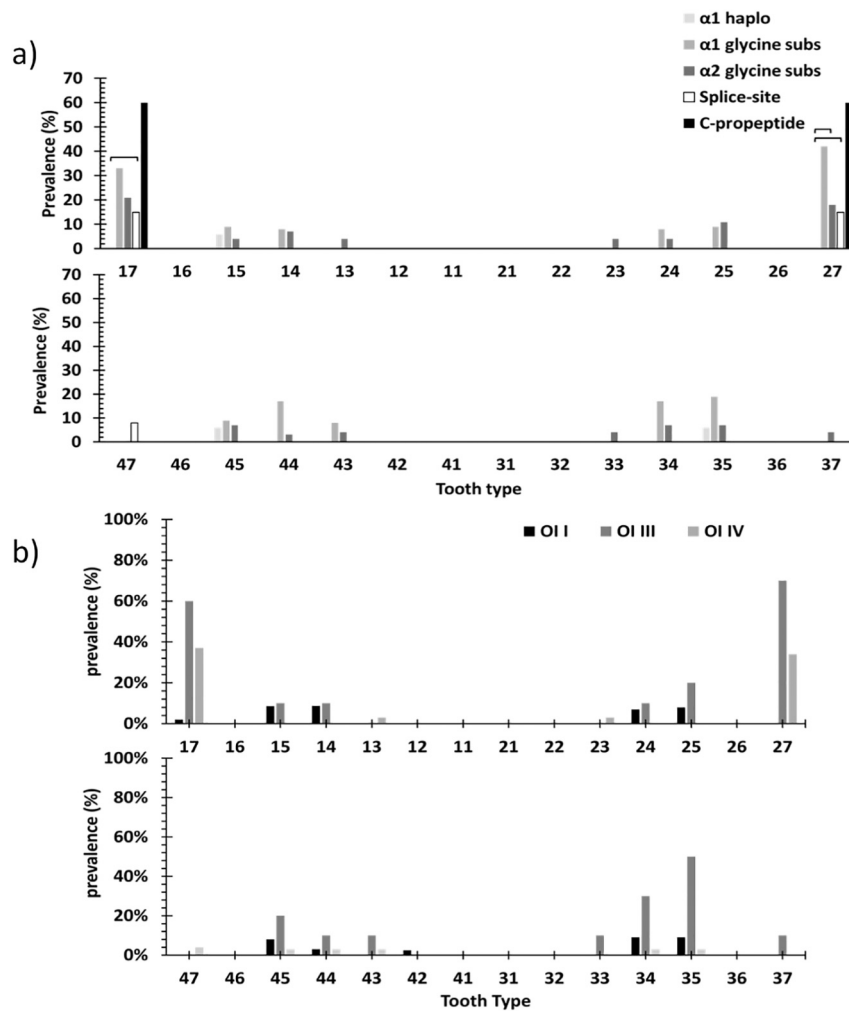 a)
α1 haplo
α1 glycine subs
α2 glycine subs
Splice-site
C-propeptide
Prevalence (%)
70
60
50
40
30
20
10
0
17 16 15 14 13 12 11 21 22 23 24 25 26 27
Prevalence (%)
70
60
50
40
30
20
10
0
47 46 45 44 43 42 41 31 32 33 34 35 36 37
Tooth type
b)
OI I OI III OI IV
prevalence (%)
100%
80%
60%
40%
20%
0%
17 16 15 14 13 12 11 21 22 23 24 25 26 27
prevalence (%)
100%
80%
60%
40%
20%
0%
47 46 45 44 43 42 41 31 32 33 34 35 36 37
Tooth Type